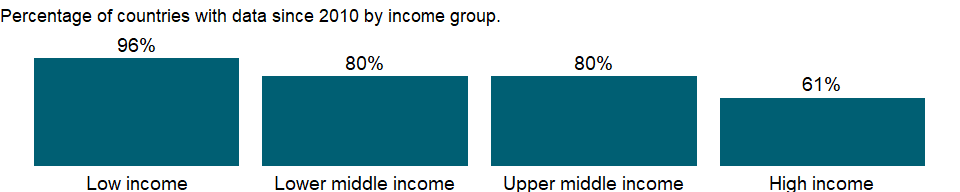 Percentage of countries with data since 2010 by income group.
96%
80%
80%
61%
Low income
Lower middle income
Upper middle income
High income